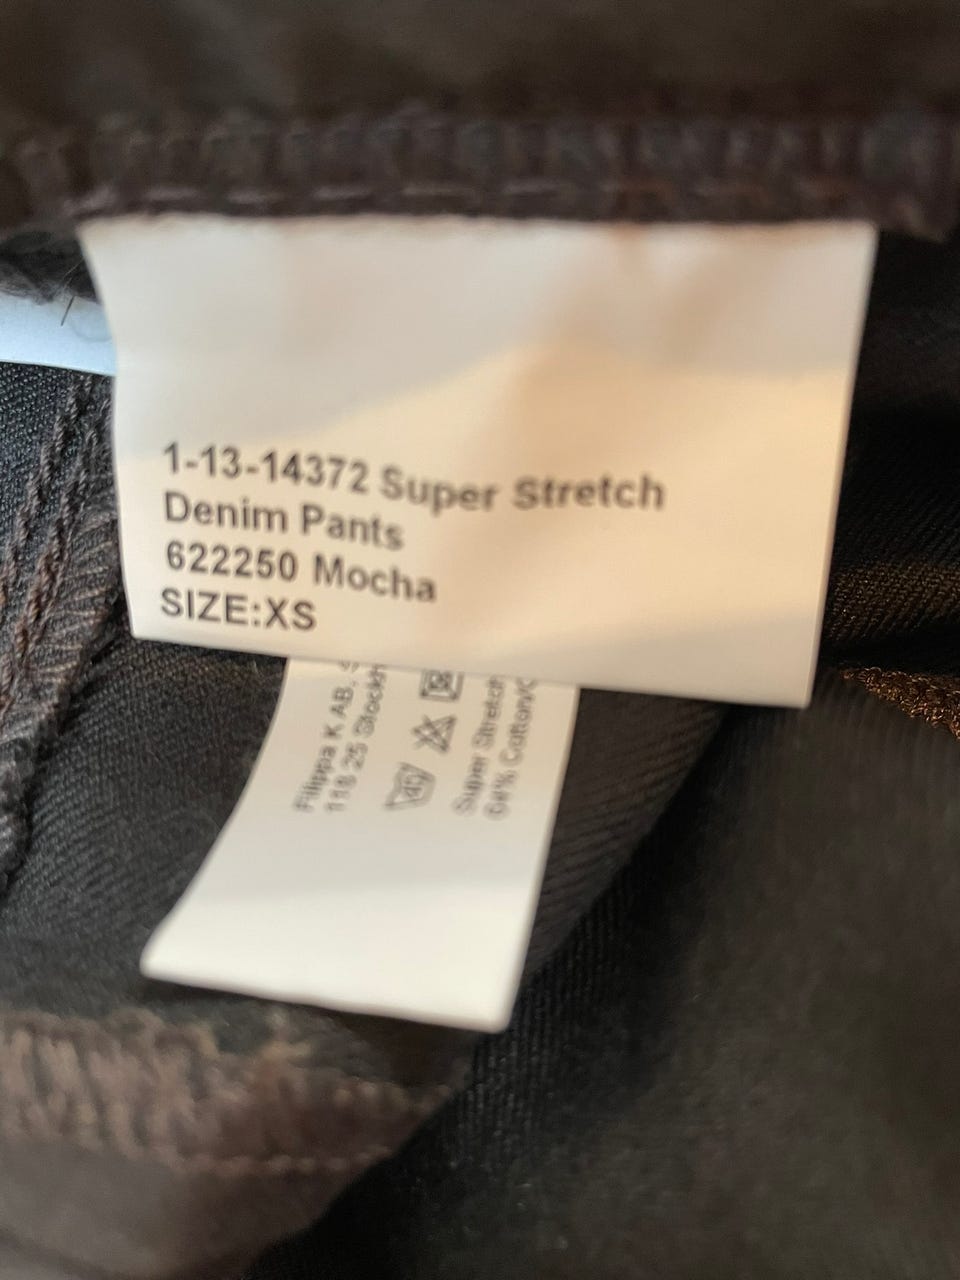 1-13-14372 Super Stretch
Denim Pants
622250 Mocha
SIZE:XS
Filippa K AB,
118 25 Stockh
40
Super Stretch
64% Cotton/